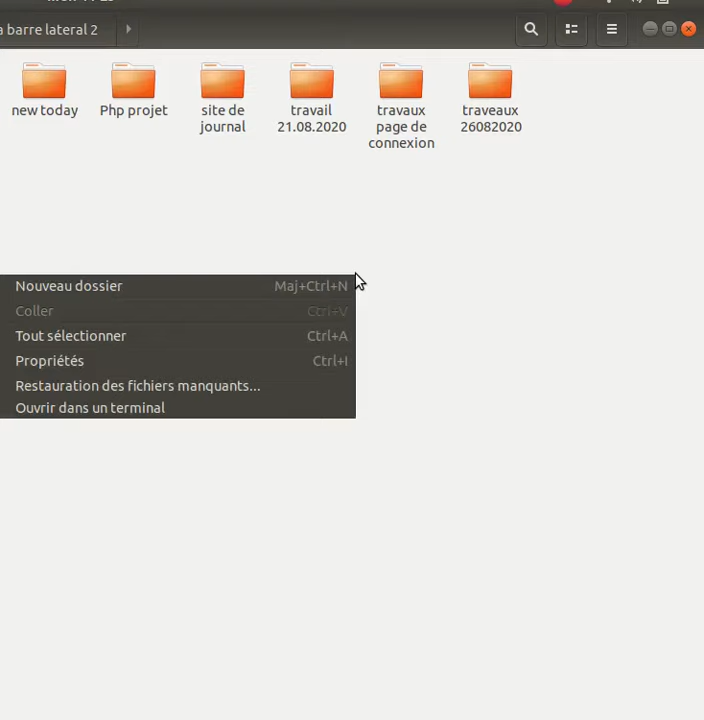 a barre lateral 2
new today
Php projet
site de
journal
travail
21.08.2020
travaux
page de
connexion
traveaux
26082020
Nouveau dossier Maj+Ctrl+N
Coller Ctrl+V
Tout sélectionner Ctrl+A
Propriétés Ctrl+I
Restauration des fichiers manquants...
Ouvrir dans un terminal